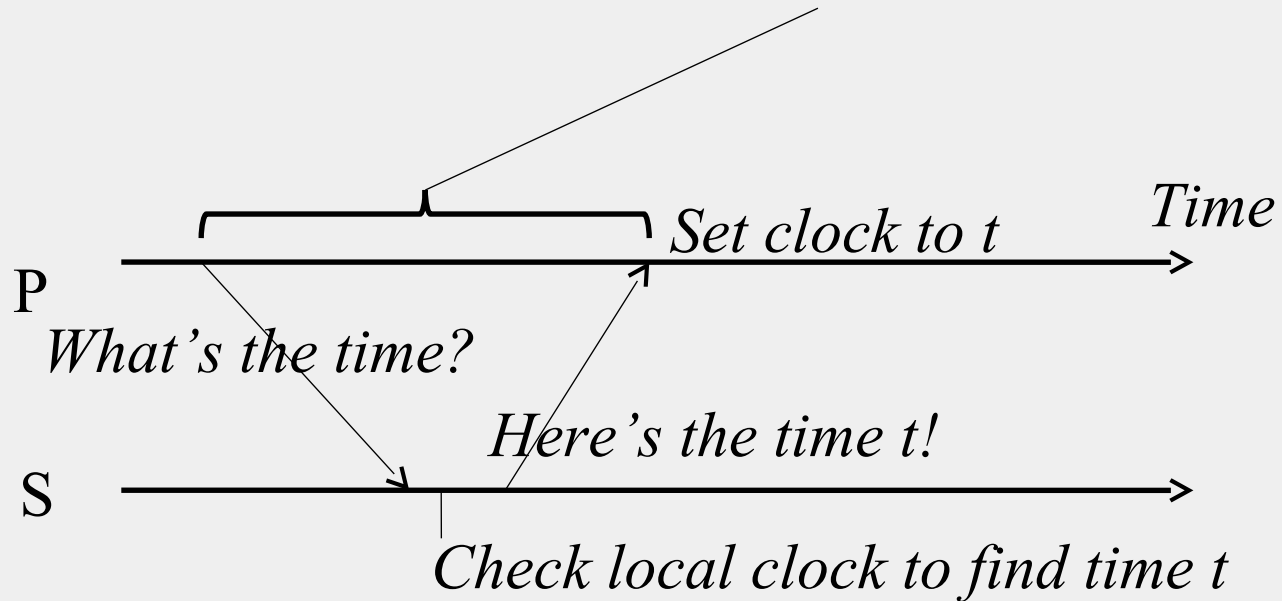 Time
Set clock to t
P
What’s the time?
Here’s the time t!
S
Check local clock to find time t